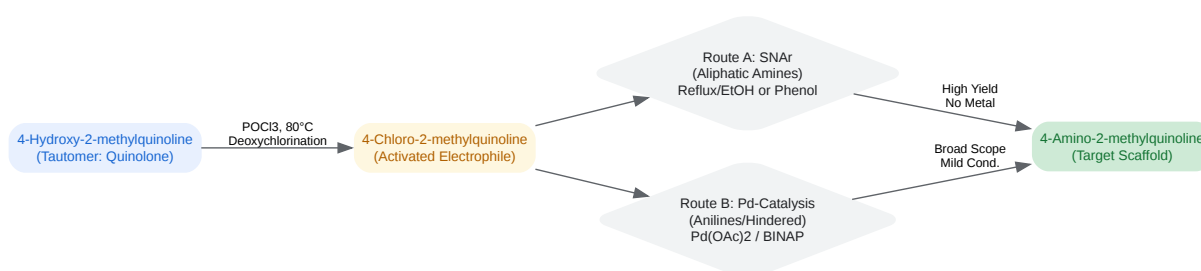 4-Hydroxy-2-methylquinoline
(Tautomer: Quinolone)
POCl3, 80°C
Deoxychlorination
4-Chloro-2-methylquinoline
(Activated Electrophile)
Route A: SNAr
(Aliphatic Amines)
Reflux/EtOH or Phenol
Route B: Pd-Catalysis
(Anilines/Hindered)
Pd(OAc)2 / BINAP
High Yield
No Metal
Broad Scope
Mild Cond.
4-Amino-2-methylquinoline
(Target Scaffold)